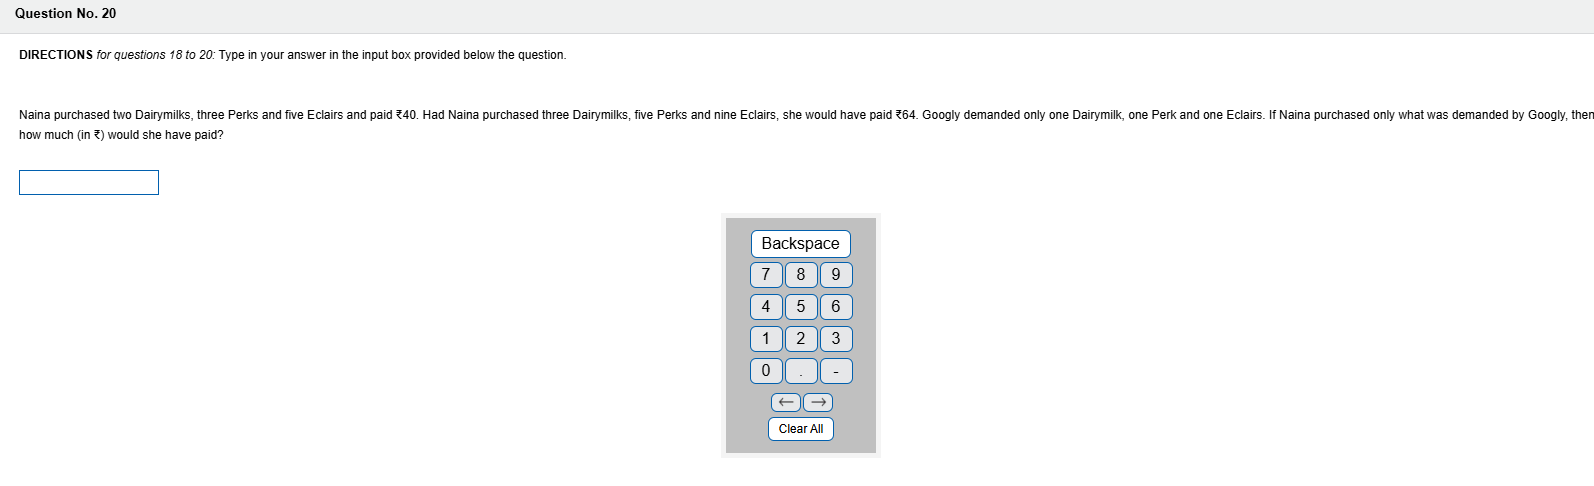 Question No. 20
DIRECTIONS for questions 18 to 20: Type in your answer in the input box provided below the question.
Naina purchased two Dairymilks, three Perks and five Eclairs and paid ₹40. Had Naina purchased three Dairymilks, five Perks and nine Eclairs, she would have paid ₹64. Googly demanded only one Dairymilk, one Perk and one Eclairs. If Naina purchased only what was demanded by Googly, then
how much (in ₹) would she have paid?
Backspace
7 8 9
4 5 6
1 2 3
0 . -
← →
Clear All